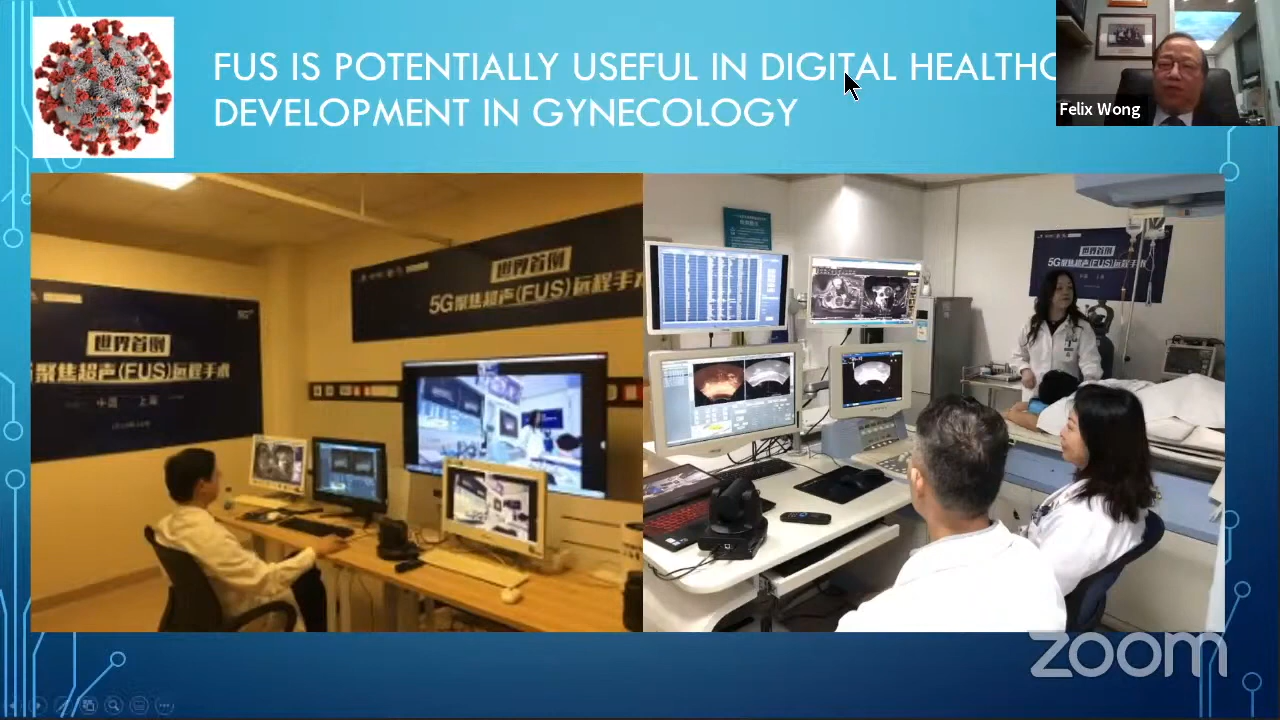 FUS IS POTENTIALLY USEFUL IN DIGITAL HEALTHC
DEVELOPMENT IN GYNECOLOGY
Felix Wong
世界首例
5G聚焦超声(FUS)远程手术
世界首例
聚焦超声(FUS)远程手术
中国 上海
世界首例
5G聚焦超声(FUS)远程手术
zoom